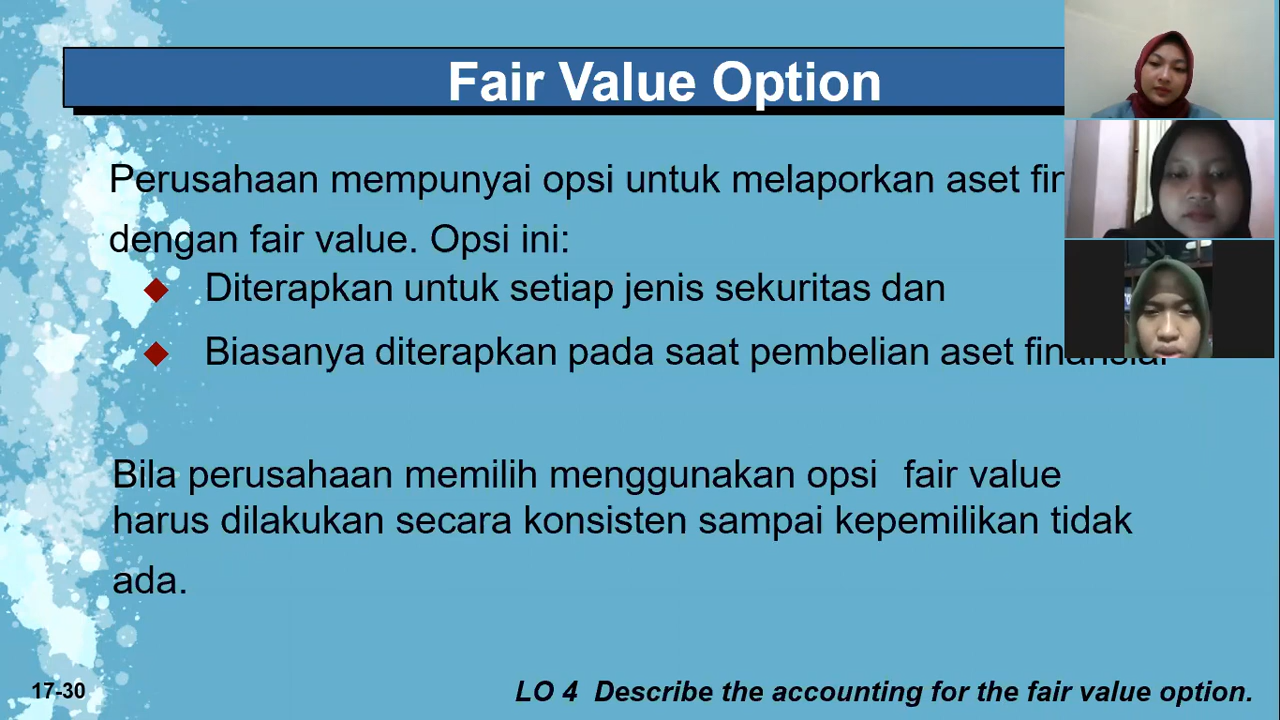 Fair Value Option
Perusahaan mempunyai opsi untuk melaporkan aset
dengan fair value. Opsi ini:
Diterapkan untuk setiap jenis sekuritas dan
Biasanya diterapkan pada saat pembelian aset finansial
Bila perusahaan memilih menggunakan opsi fair value
harus dilakukan secara konsisten sampai kepemilikan tidak
ada.
17-30
LO 4 Describe the accounting for the fair value option.